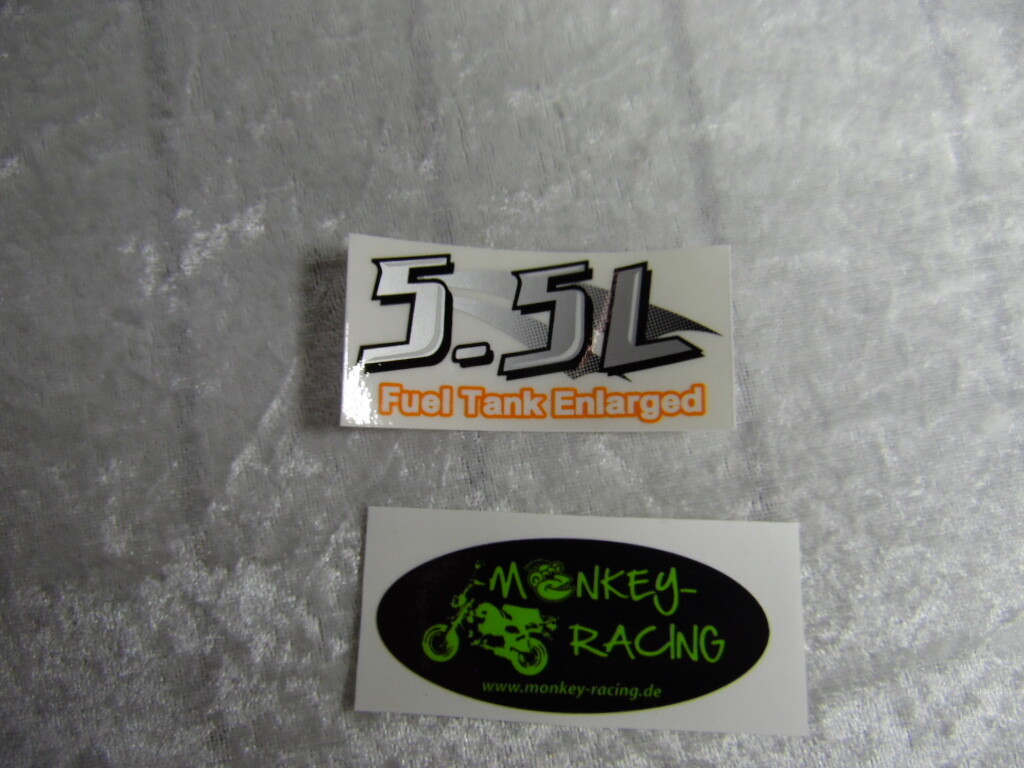 5.5L
Fuel Tank Enlarged
MONKEY-
RACING
www.monkey-racing.de